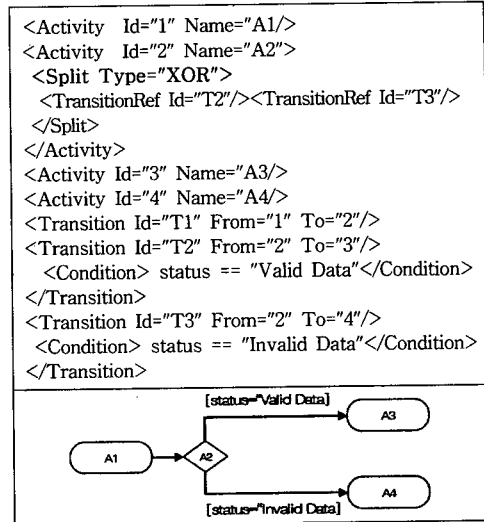 <Activity Id="1" Name="A1/>
<Activity Id="2" Name="A2">
<Split Type="XOR">
<TransitionRef Id="T2"/><TransitionRef Id="T3"/>
</Split>
</Activity>
<Activity Id="3" Name="A3/>
<Activity Id="4" Name="A4/>
<Transition Id="T1" From="1" To="2"/>
<Transition Id="T2" From="2" To="3"/>
<Condition> status == "Valid Data"</Condition>
</Transition>
<Transition Id="T3" From="2" To="4"/>
<Condition> status == "Invalid Data"</Condition>
</Transition>
[status="Valid Data]
A3
A1
A2
A4
[status="Invalid Data]